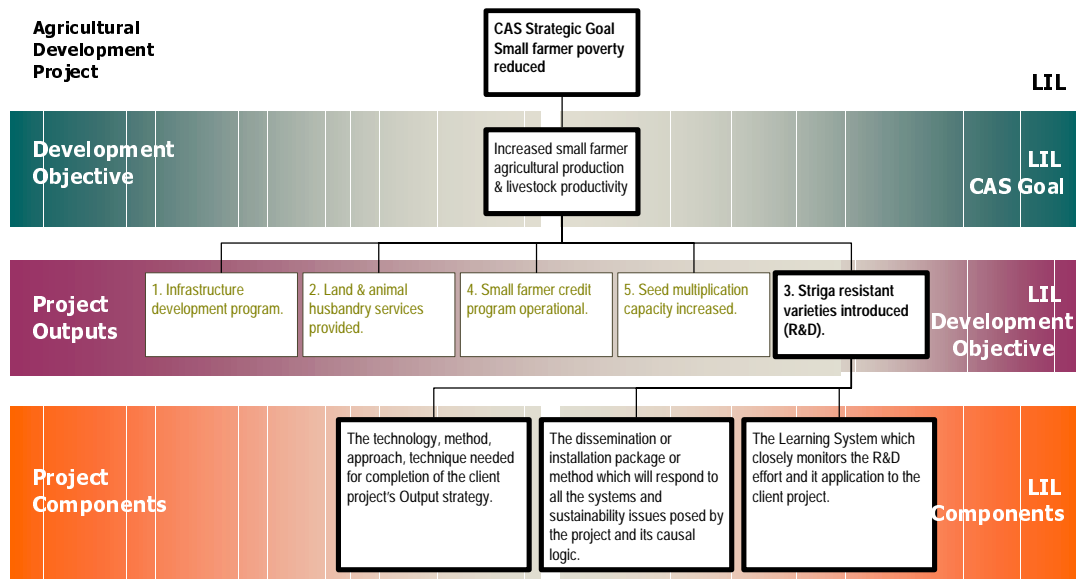 Agricultural
Development
Project
CAS Strategic Goal
Small farmer poverty
reduced
LIL
Development
Objective
Increased small farmer
agricultural production
& livestock productivity
LIL
CAS Goal
Project
Outputs
1. Infrastructure
development program.
2. Land & animal
husbandry services
provided.
4. Small farmer credit
program operational.
5. Seed multiplication
capacity increased.
3. Striga resistant
varieties introduced
(R&D).
LIL
Development
Objective
Project
Components
The technology, method,
approach, technique needed
for completion of the client
project's Output strategy.
The dissemination or
installation package or
method which will respond to
all the systems and
sustainability issues posed by
the project and its causal
logic.
The Learning System which
closely monitors the R&D
effort and it application to the
client project.
LIL
Components